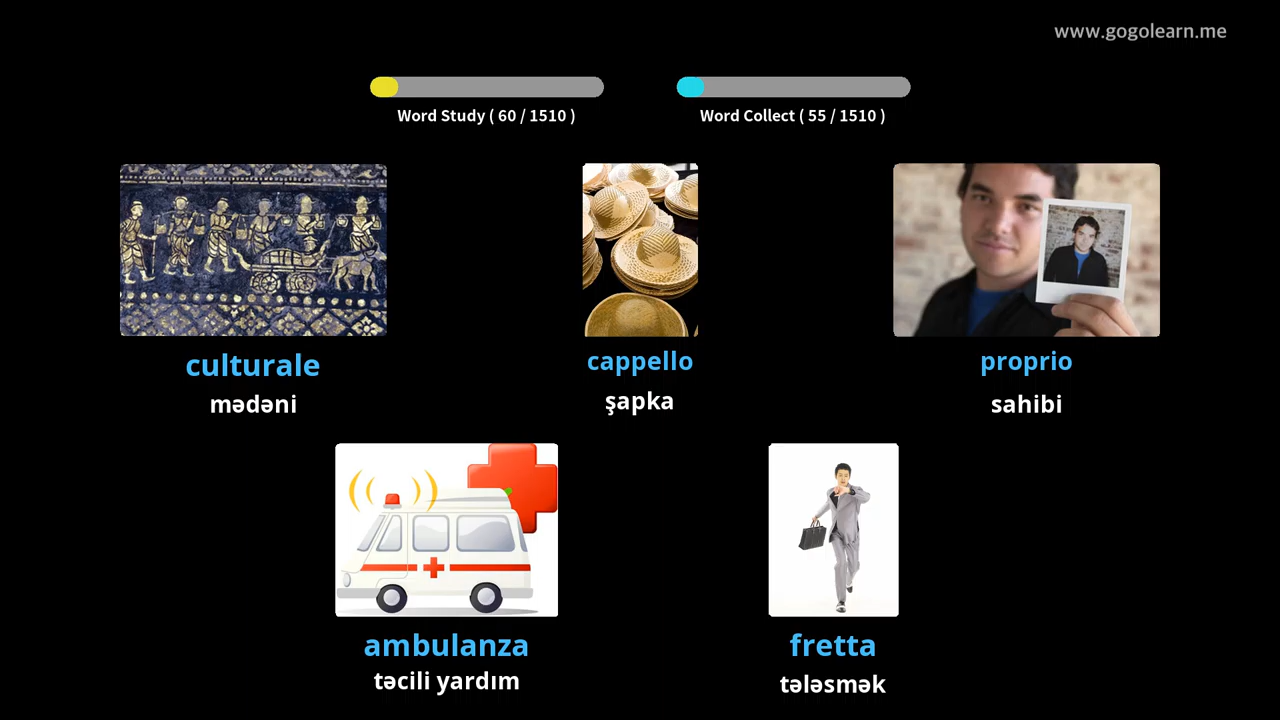 www.gogolearn.me
Word Study ( 60 / 1510 )
Word Collect ( 55 / 1510 )
culturale
mədəni
cappello
şapka
proprio
sahibi
ambulanza
təcili yardım
fretta
tələsmək